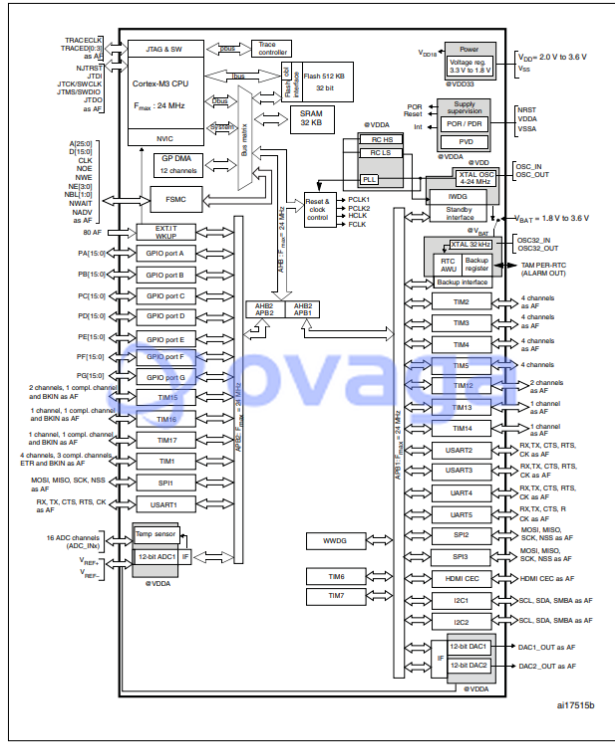 TRACECLK
TRACED[0:3]
as AF
NJTRST
JTDI
JTCK/SWCLK
JTMS/SWDIO
JTDO
as AF
JTAG & SW
Cortex-M3 CPU
Fmax : 24 MHz
NVIC
pbus
Trace
controller
Ibus
Dbus
System
Flash obl
interface
Flash 512 KB
32 bit
Bus matrix
SRAM
32 KB
GP DMA
12 channels
FSMC
A[25:0]
D[15:0]
CLK
NOE
NWE
NE[3:0]
NBL[1:0]
NWAIT
NADV
as AF
VDD18
Power
Voltage reg.
3.3 V to 1.8 V
@VDD33
VDD= 2.0 V to 3.6 V
VSS
POR
Reset
Int
Supply
supervision
POR / PDR
PVD
@VDDA
NRST
VDDA
VSSA
@VDDA
RC HS
RC LS
PLL
@VDD
XTAL OSC
4-24 MHz
OSC_IN
OSC_OUT
Reset &
clock
control
PCLK1
PCLK2
HCLK
FCLK
IWDG
Standby
interface
VBAT = 1.8 V to 3.6 V
@VBAT
XTAL 32 kHz
OSC32_IN
OSC32_OUT
RTC
AWU
Backup
register
Backup interface
TAM PER-RTC
(ALARM OUT)
AHB : Fmax = 24 MHz
80 AF
EXT.I T
WKUP
PA[15:0]
GPIO port A
PB[15:0]
GPIO port B
PC[15:0]
GPIO port C
PD[15:0]
GPIO port D
PE[15:0]
GPIO port E
PF[15:0]
GPIO port F
PG[15:0]
GPIO port G
2 channels, 1 compl. channel
and BKIN as AF
TIM15
1 channel, 1 compl. channel
and BKIN as AF
TIM16
1 channel, 1 compl. channel
and BKIN as AF
TIM17
4 channels, 3 compl. channels
ETR and BKIN as AF
TIM1
MOSI, MISO, SCK, NSS
as AF
SPI1
RX, TX, CTS, RTS, CK
as AF
USART1
APB2: Fmax = 24 MHz
AHB2
APB2
AHB2
APB1
APB1: Fmax = 24 MHz
Temp sensor
16 ADC channels
(ADC_INx)
12-bit ADC1
IF
VREF+
VREF-
@VDDA
WWDG
TIM6
TIM7
TIM2
4 channels
as AF
TIM3
4 channels
as AF
TIM4
4 channels
as AF
TIM5
4 channels
TIM12
2 channels
as AF
TIM13
1 channel
as AF
TIM14
1 channel
as AF
USART2
RX,TX, CTS, RTS,
CK as AF
USART3
RX,TX, CTS, RTS,
CK as AF
UART4
RX,TX, CTS, RTS,
CK as AF
UART5
RX,TX, CTS, R
CK as AF
SPI2
MOSI, MISO,
SCK, NSS as AF
SPI3
MOSI, MISO,
SCK, NSS as AF
HDMI CEC
HDMI CEC as AF
I2C1
SCL, SDA, SMBA as AF
I2C2
SCL, SDA, SMBA as AF
IF
12-bit DAC1
DAC1_OUT as AF
12-bit DAC2
DAC2_OUT as AF
@VDDA
ai17515b
ovaga